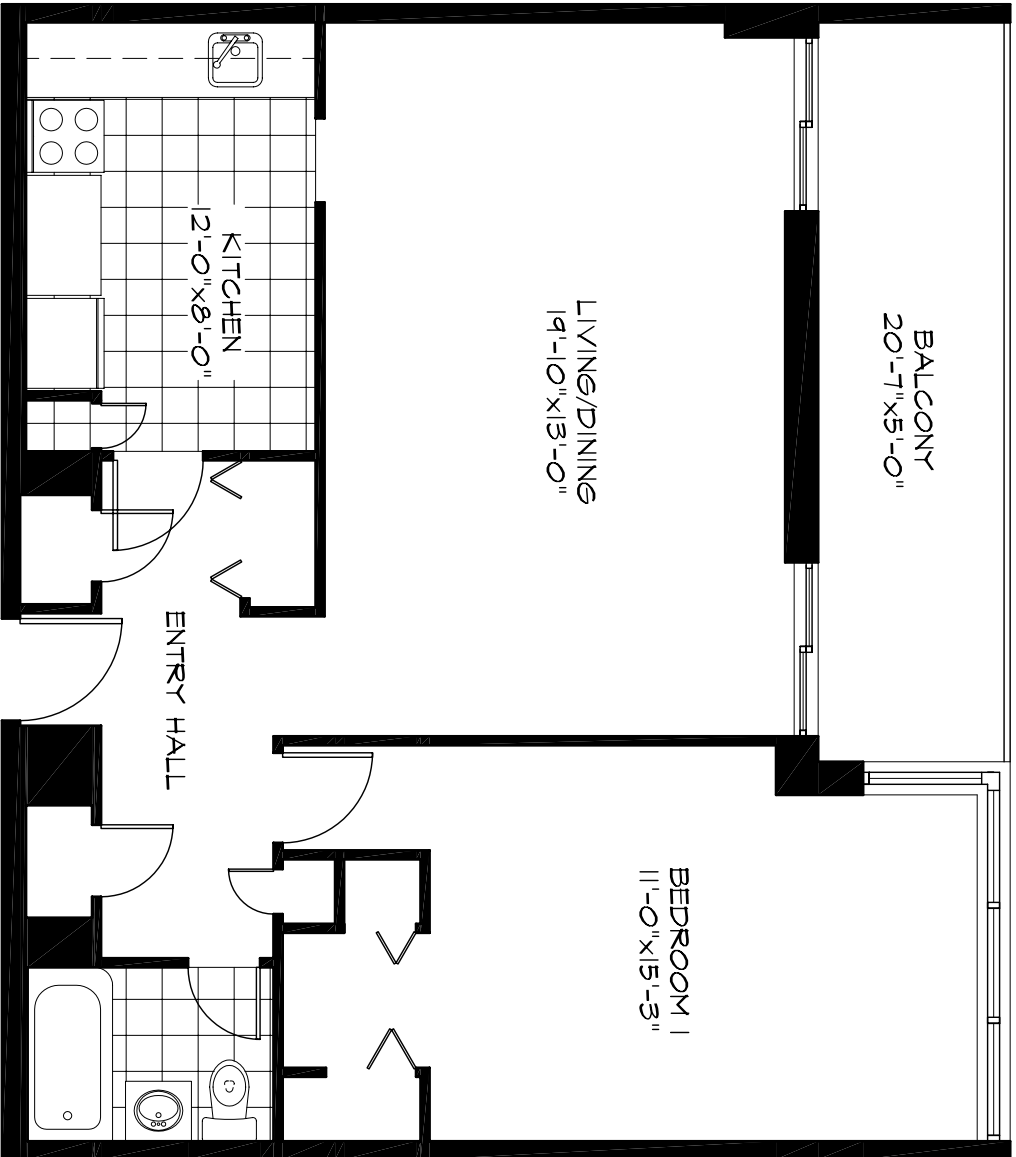 KITCHEN
12'-0"x8'-0"
LIVING/DINING
19'-10"x13'-0"
BALCONY
20'-7"x5'-0"
ENTRY HALL
BEDROOM 1
11'-0"x15'-3"